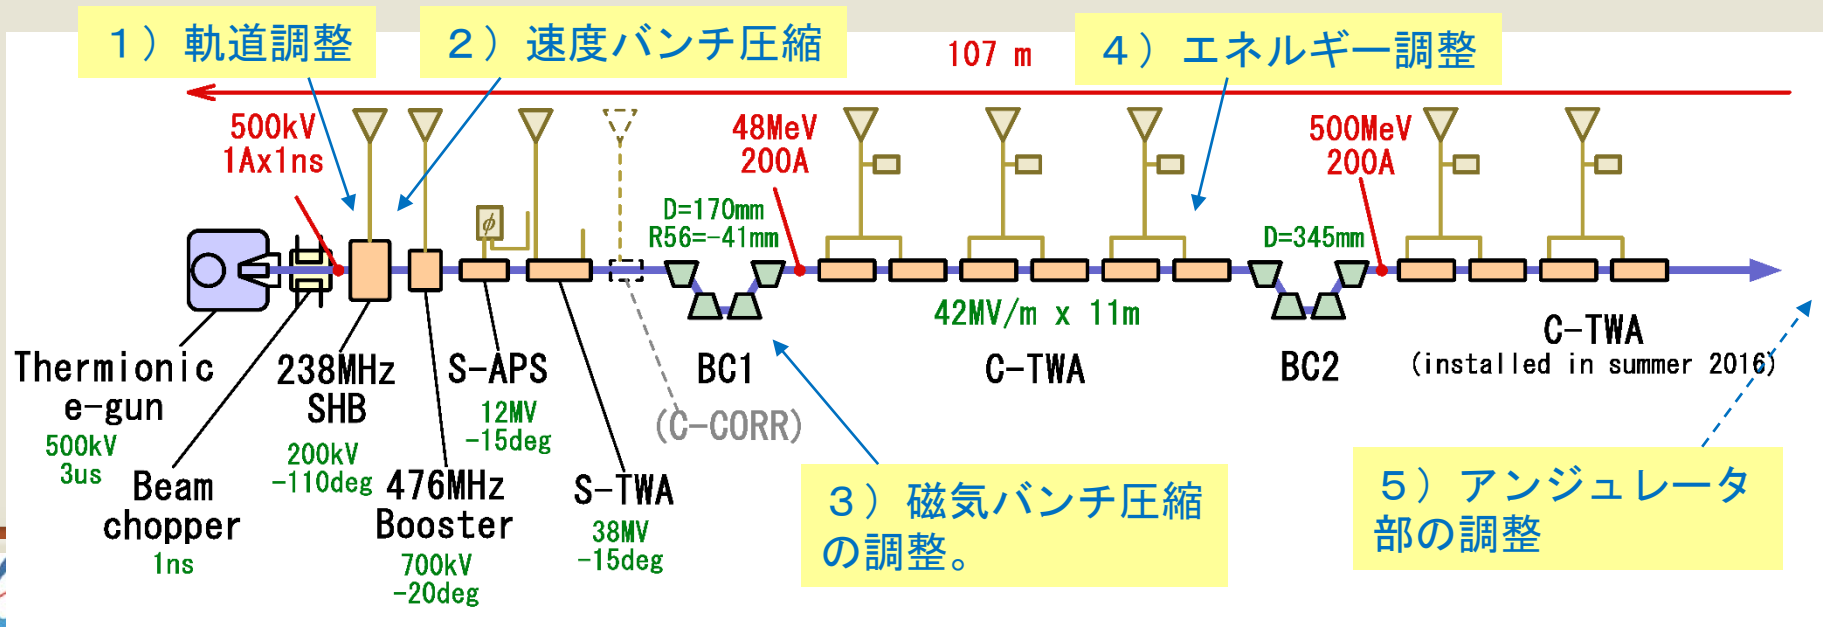 1）軌道調整
2）速度バンチ圧縮
107 m
4）エネルギー調整
500kV
1Ax1ns
48MeV
200A
500MeV
200A
φ
D=170mm
R56=-41mm
D=345mm
42MV/m x 11m
Thermionic
e-gun
500kV
3us
Beam
chopper
1ns
238MHz
SHB
200kV
-110deg
476MHz
Booster
700kV
-20deg
S-APS
12MV
-15deg
S-TWA
38MV
-15deg
(C-CORR)
BC1
C-TWA
BC2
C-TWA
(installed in summer 2016)
3）磁気バンチ圧縮
の調整。
5）アンジュレータ
部の調整